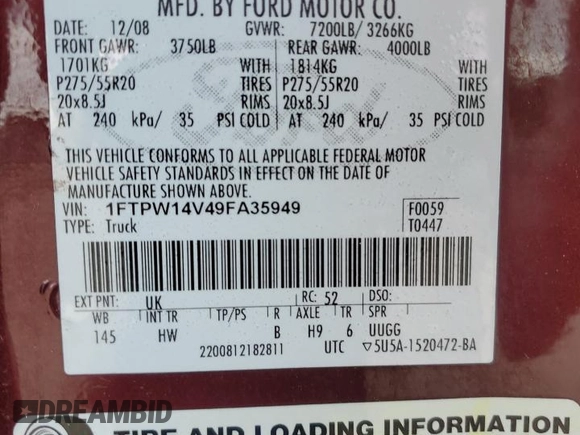 MFD. BY FORD MOTOR CO.
DATE: 12/08 GVWR: 7200LB/ 3266KG
FRONT GAWR: 3750LB REAR GAWR: 4000LB
1701KG WITH 1814KG WITH
P275/55R20 TIRES P275/55R20 TIRES
20x8.5J RIMS 20x8.5J RIMS
AT 240 kPa/ 35 PSI COLD AT 240 kPa/ 35 PSI COLD
THIS VEHICLE CONFORMS TO ALL APPLICABLE FEDERAL MOTOR
VEHICLE SAFETY STANDARDS IN EFFECT ON THE DATE OF
MANUFACTURE SHOWN ABOVE.
VIN: 1FTPW14V49FA35949 F0059
TYPE: Truck T0447
EXT PNT: UK RC: 52 DSO:
WB INT TR TP/PS R AXLE TR SPR
145 HW B H9 6 UUGG
2200812182811 UTC 5U5A-1520472-BA
DREAMBID
TIRE AND LOADING INFORMATION